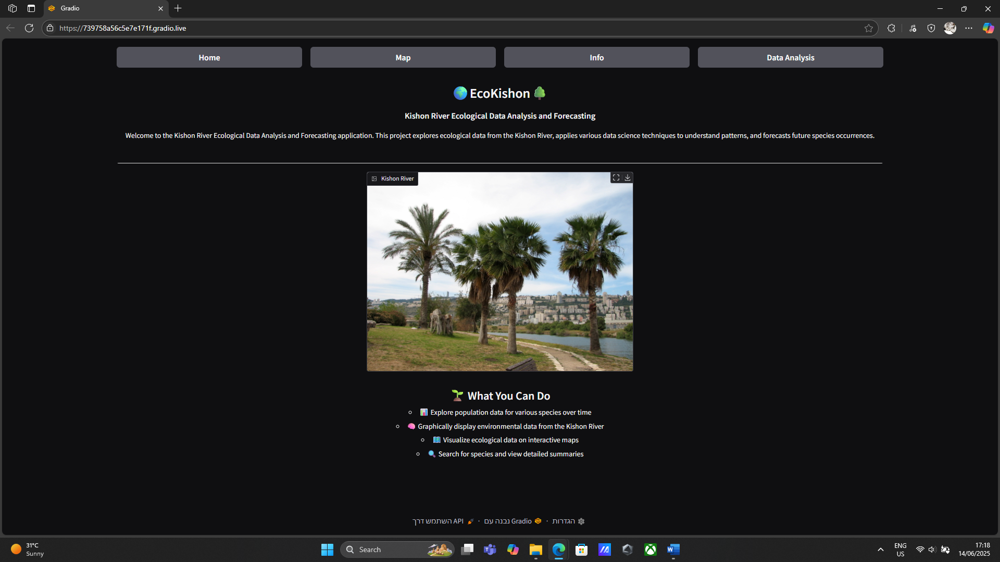 Gradio
https://739758a56c5e7e171f.gradio.live
Home
Map
Info
Data Analysis
🌍 EcoKishon 🌳
Kishon River Ecological Data Analysis and Forecasting
Welcome to the Kishon River Ecological Data Analysis and Forecasting application. This project explores ecological data from the Kishon River, applies various data science techniques to understand patterns, and forecasts future species occurrences.
Kishon River
🌱 What You Can Do
📊 Explore population data for various species over time
🧠 Graphically display environmental data from the Kishon River
🗺️ Visualize ecological data on interactive maps
🔍 Search for species and view detailed summaries
השתמש דרך API 🚀 · נבנה עם Gradio · הגדרות
31°C
Sunny
Search
ENG
US
17:18
14/06/2025